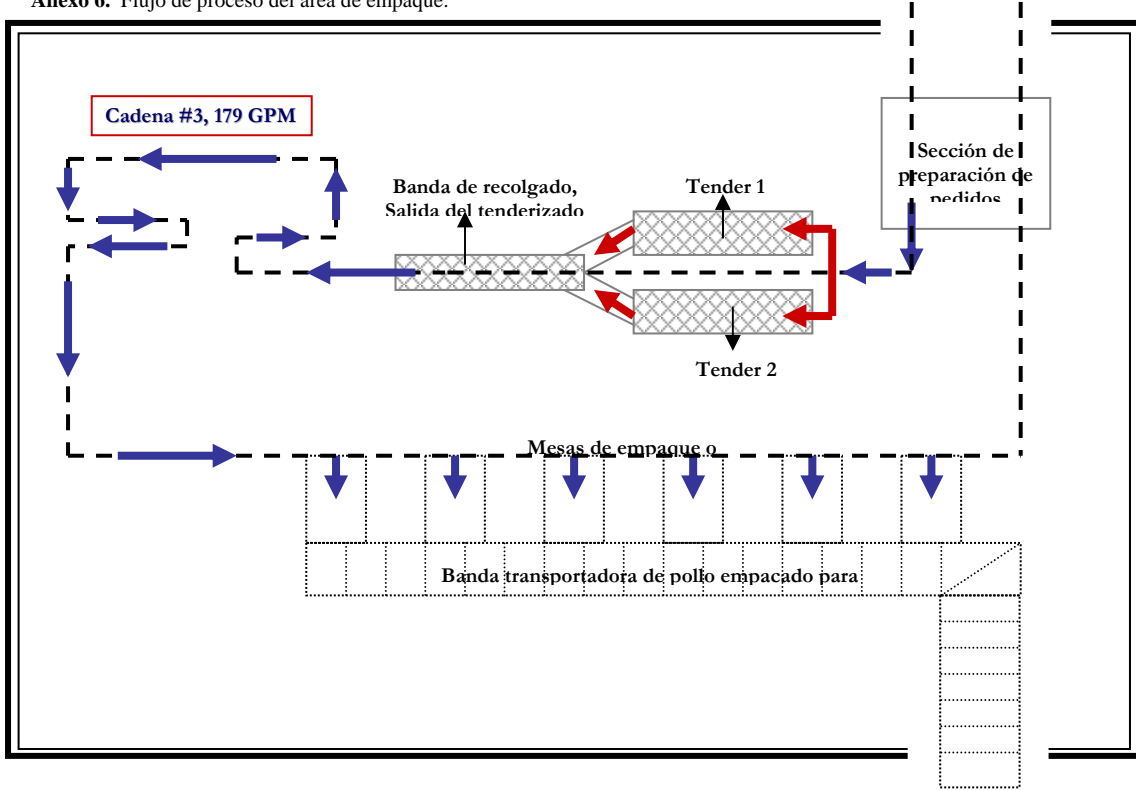 Anexo 6. Flujo de proceso del área de empaque.
Cadena #3, 179 GPM
Sección de
preparación de
pedidos
Banda de recolgado,
Salida del tenderizado
Tender 1
Tender 2
Mesas de empaque o
Banda transportadora de pollo empacado para